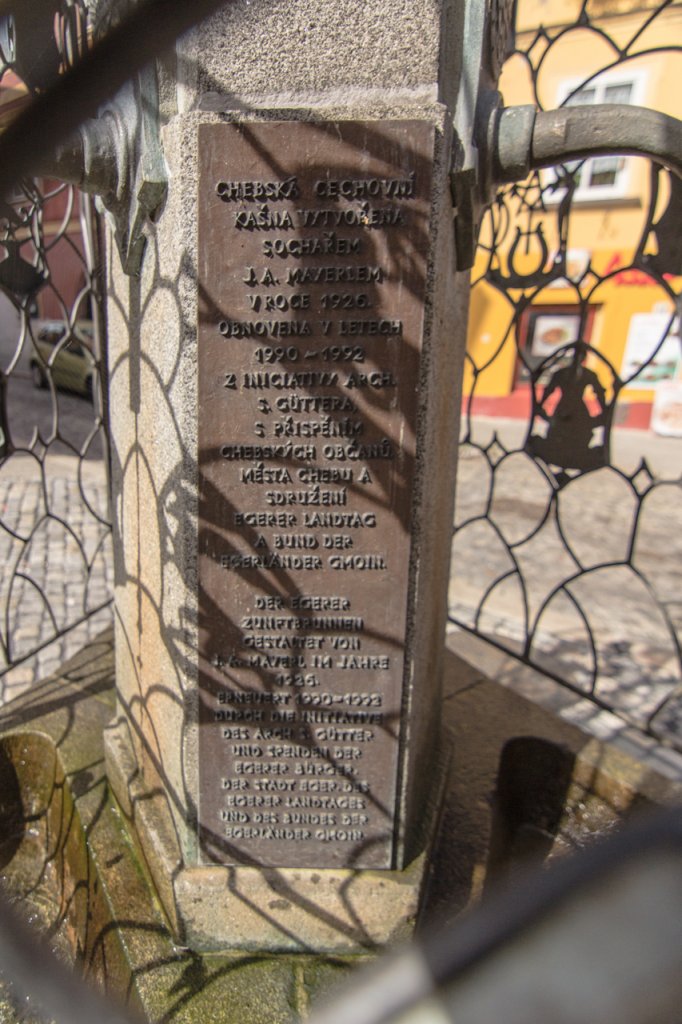 CHEBSKÁ CECHOVNÍ
KAŠNA VYTVOŘENA
SOCHAŘEM
J.A. MAYERLEM
V ROCE 1926.
OBNOVENA V LETECH
1990 – 1992
Z INICIATIVY ARCH.
S. GÜTTERA,
S PŘISPĚNÍM
CHEBSKÝCH OBČANŮ,
MĚSTA CHEBU A
SDRUŽENÍ
EGERER LANDTAG
A BUND DER
EGERLÄNDER GMOIN.
DER EGERER
ZUNFTBRUNNEN
GESTALTET VON
J.A. MAYERL IM JAHRE
1926.
ERNEUERT 1990–1992
DURCH DIE INITIATIVE
DES ARCH S. GÜTTER
UND SPENDEN DER
EGERER BÜRGER,
DER STADT EGER, DES
EGERER LANDTAGES
UND DES BUNDES DER
EGERLÄNDER GMOIN.